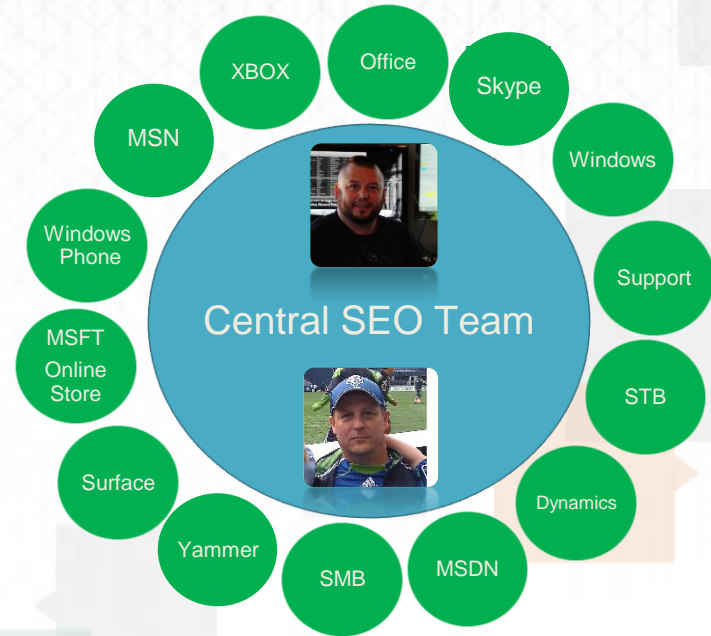 XBOX
Office
Skype
MSN
Windows
Windows
Phone
Support
Central SEO Team
MSFT
Online
Store
STB
Surface
Dynamics
Yammer
SMB
MSDN